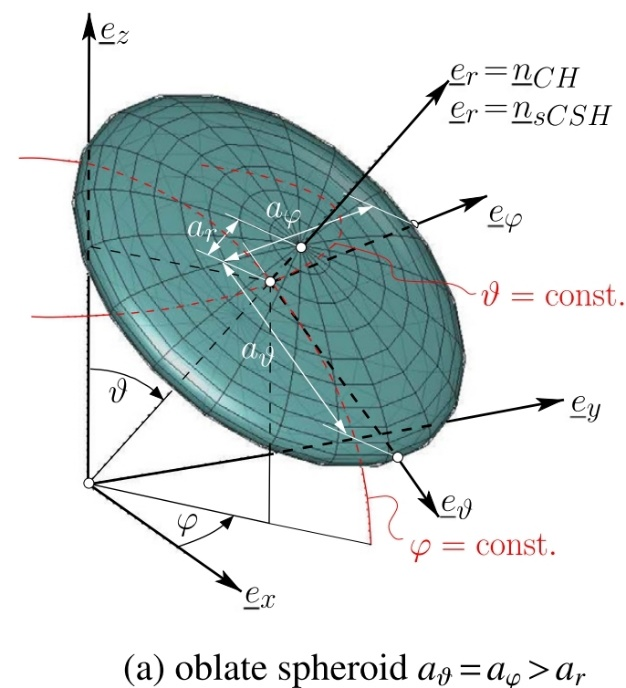 e_z
e_r = n_CH
e_r = n_sCSH
e_φ
a_φ
a_r
ϑ = const.
a_ϑ
ϑ
e_y
e_ϑ
φ
φ = const.
e_x
(a) oblate spheroid a_ϑ = a_φ > a_r